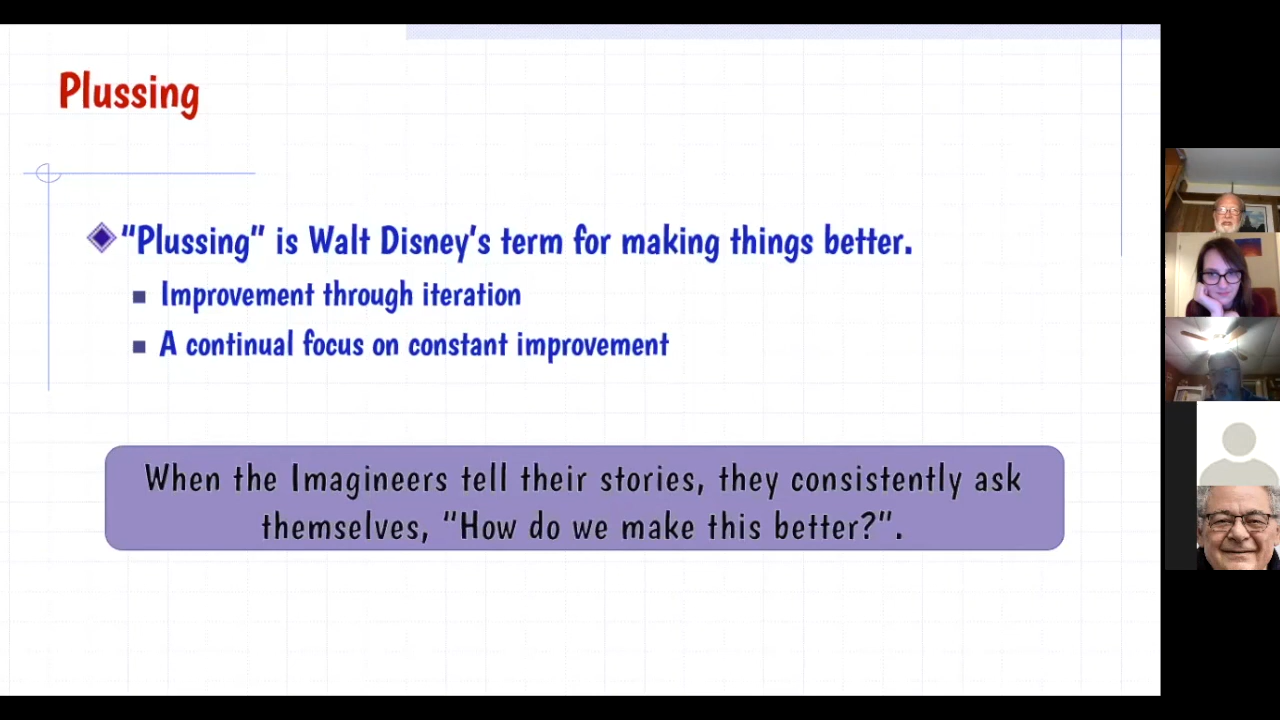 Plussing
“Plussing” is Walt Disney’s term for making things better.
Improvement through iteration
A continual focus on constant improvement
When the Imagineers tell their stories, they consistently ask
themselves, “How do we make this better?”.